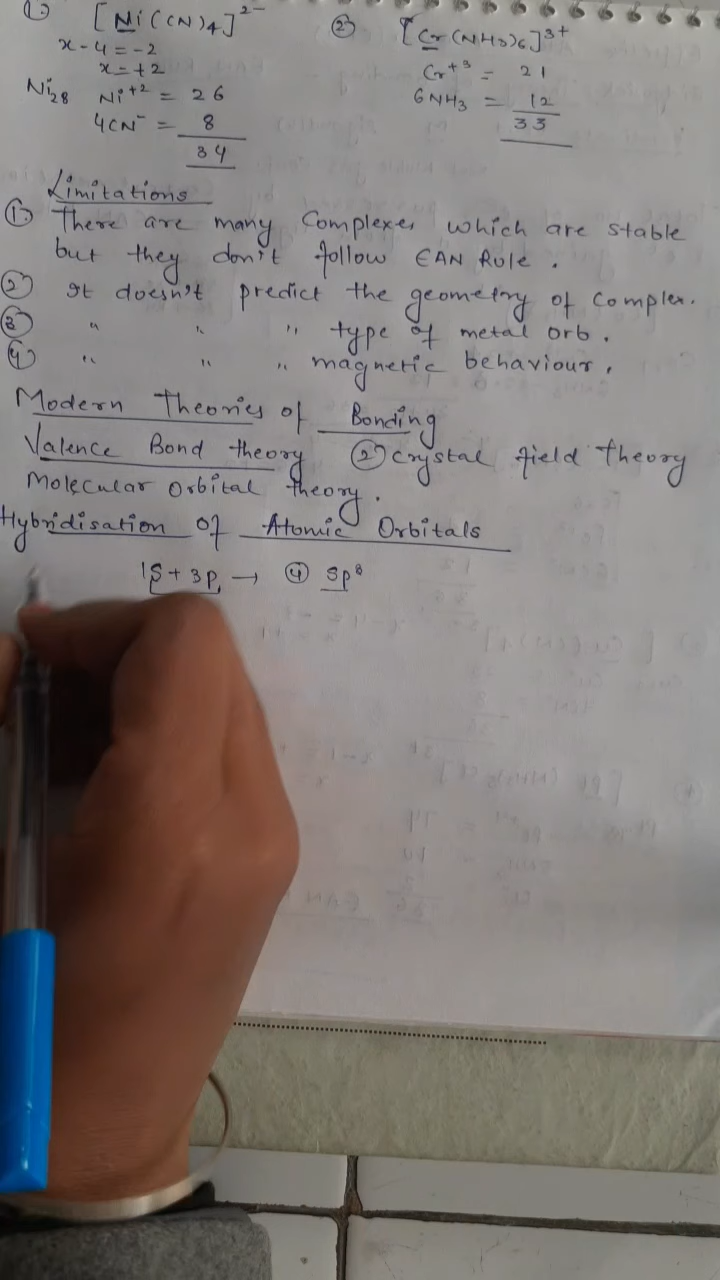 ① [Ni(CN)₄]²⁻
x-4 = -2
x = +2
Ni₂₈ Ni⁺² = 26
4CN⁻ = 8
34
② [Cr(NH₃)₆]³⁺
Cr⁺³ = 21
6NH₃ = 12
33
Limitations
① There are many Complexes which are stable
but they don't follow EAN Rule.
② It doesn't predict the geometry of Complex.
③ " " " type of metal orb.
④ " " " magnetic behaviour.
Modern Theories of Bonding
Valence Bond theory ② Crystal field Theory
Molecular Orbital theory.
Hybridisation of Atomic Orbitals
1S + 3P → ④ Sp³